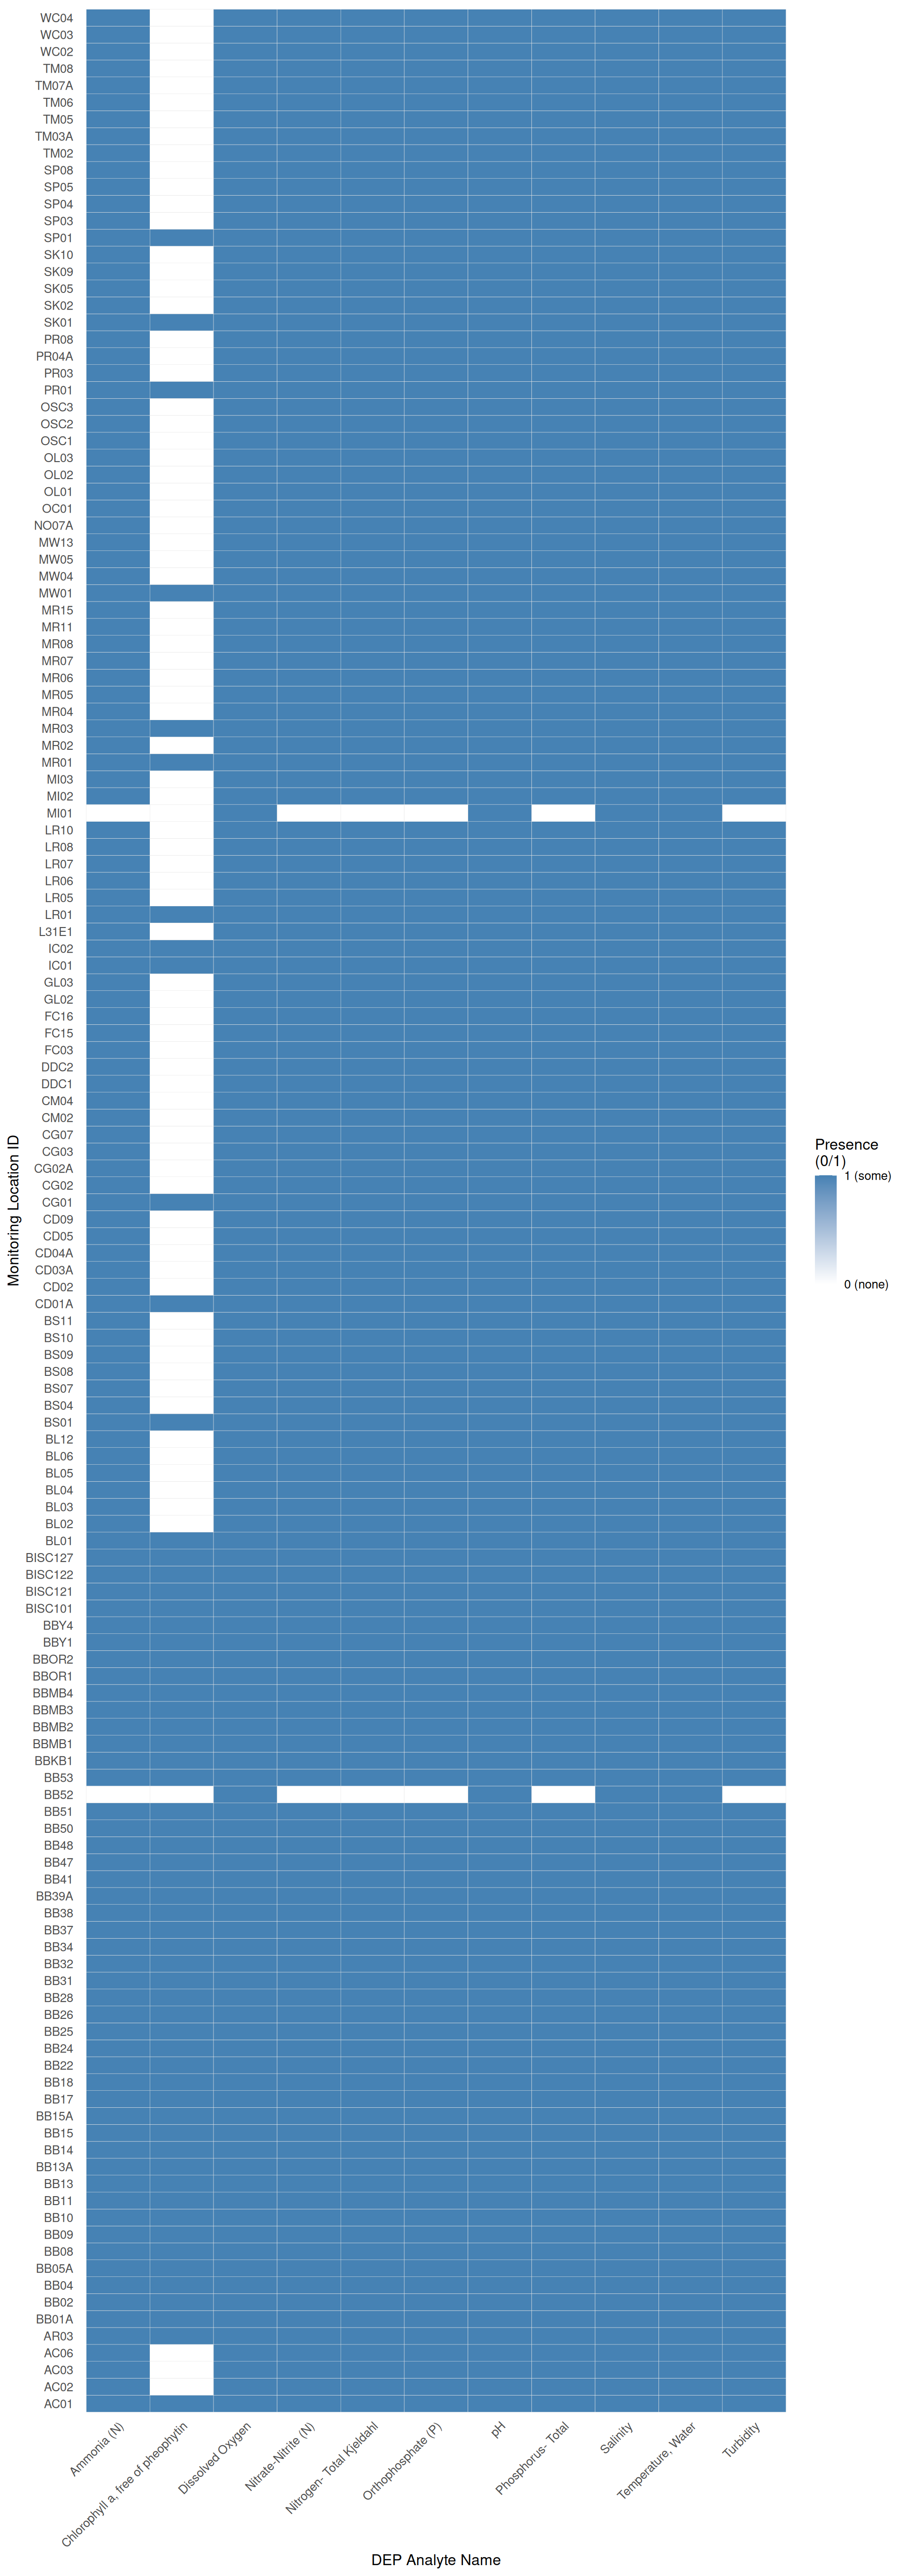 WC04
WC03
WC02
TM08
TM07A
TM06
TM05
TM03A
TM02
SP08
SP05
SP04
SP03
SP01
SK10
SK09
SK05
SK02
SK01
PR08
PR04A
PR03
PR01
OSC3
OSC2
OSC1
OL03
OL02
OL01
OC01
NO07A
MW13
MW05
MW04
MW01
MR15
MR11
MR08
MR07
MR06
MR05
MR04
MR03
MR02
MR01
MI03
MI02
MI01
LR10
LR08
LR07
LR06
LR05
LR01
L31E1
IC02
IC01
GL03
GL02
FC16
FC15
FC03
DDC2
DDC1
CM04
CM02
CG07
CG03
CG02A
CG02
CG01
CD09
CD05
CD04A
CD03A
CD02
CD01A
BS11
BS10
BS09
BS08
BS07
BS04
BS01
BL12
BL06
BL05
BL04
BL03
BL02
BL01
BISC127
BISC122
BISC121
BISC101
BBY4
BBY1
BBOR2
BBOR1
BBMB4
BBMB3
BBMB2
BBMB1
BBKB1
BB53
BB52
BB51
BB50
BB48
BB47
BB41
BB39A
BB38
BB37
BB34
BB32
BB31
BB28
BB26
BB25
BB24
BB22
BB18
BB17
BB15A
BB15
BB14
BB13A
BB13
BB11
BB10
BB09
BB08
BB05A
BB04
BB02
BB01A
AR03
AC06
AC03
AC02
AC01
Monitoring Location ID
Presence
(0/1)
1 (some)
0 (none)
Ammonia (N)
Chlorophyll a, free of pheophytin
Dissolved Oxygen
Nitrate-Nitrite (N)
Nitrogen- Total Kjeldahl
Orthophosphate (P)
pH
Phosphorus- Total
Salinity
Temperature, Water
Turbidity
DEP Analyte Name